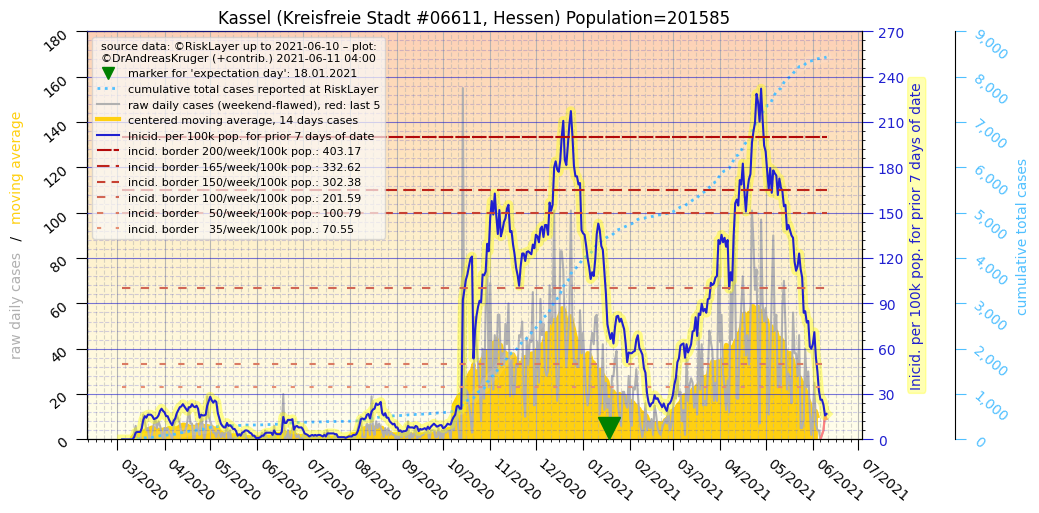 Kassel (Kreisfreie Stadt #06611, Hessen) Population=201585
source data: ©RiskLayer up to 2021-06-10 – plot:
©DrAndreasKruger (+contrib.) 2021-06-11 04:00
marker for 'expectation day': 18.01.2021
cumulative total cases reported at RiskLayer
raw daily cases (weekend-flawed), red: last 5
centered moving average, 14 days cases
Inicid. per 100k pop. for prior 7 days of date
incid. border 200/week/100k pop.: 403.17
incid. border 165/week/100k pop.: 332.62
incid. border 150/week/100k pop.: 302.38
incid. border 100/week/100k pop.: 201.59
incid. border   50/week/100k pop.: 100.79
incid. border   35/week/100k pop.: 70.55
raw daily cases / moving average
180
160
140
120
100
80
60
40
20
0
270
240
210
180
150
120
90
60
30
0
Inicid. per 100k pop. for prior 7 days of date
9,000
8,000
7,000
6,000
5,000
4,000
3,000
2,000
1,000
0
cumulative total cases
03/2020
04/2020
05/2020
06/2020
07/2020
08/2020
09/2020
10/2020
11/2020
12/2020
01/2021
02/2021
03/2021
04/2021
05/2021
06/2021
07/2021